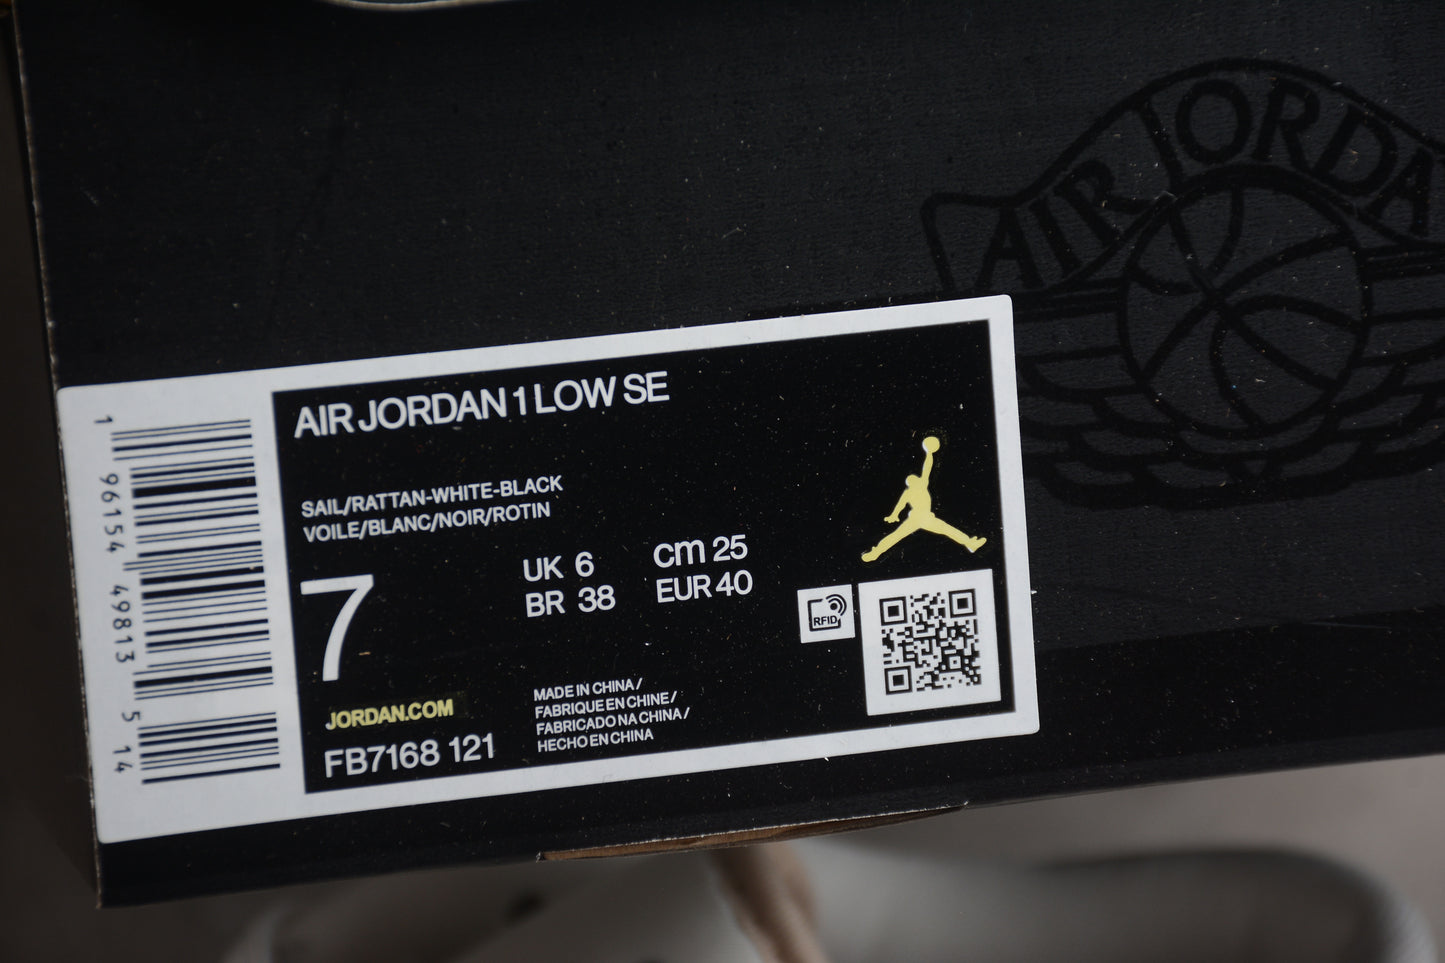 AIR JORDAN
AIR JORDAN 1 LOW SE
SAIL/RATTAN-WHITE-BLACK
VOILE/BLANC/NOIR/ROTIN
7
UK 6
cm 25
BR 38
EUR 40
RFID
JORDAN.COM
FB7168 121
MADE IN CHINA /
FABRIQUE EN CHINE /
FABRICADO NA CHINA /
HECHO EN CHINA
1 96154 49813 5 14